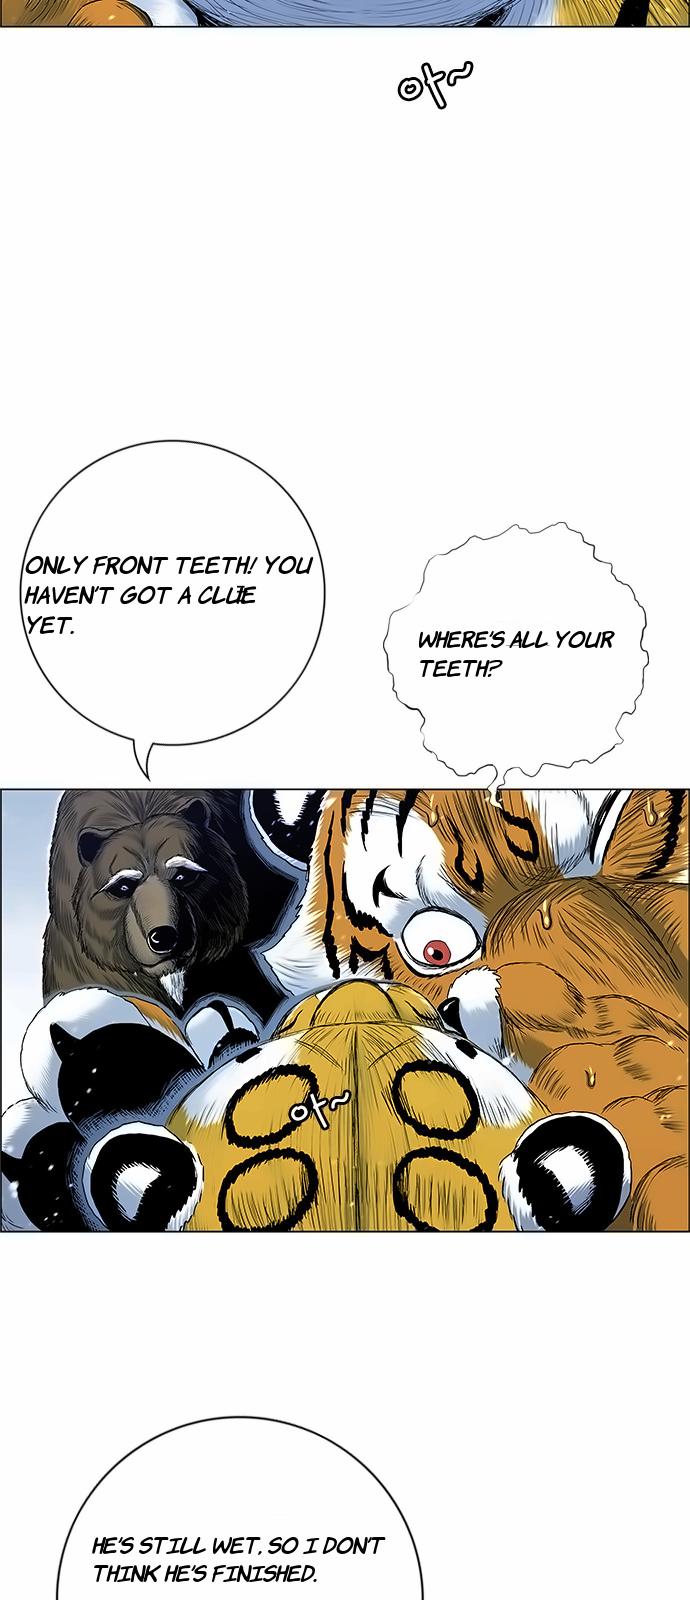 아~
ONLY FRONT TEETH! YOU
HAVEN'T GOT A CLUE
YET.
WHERE'S ALL YOUR
TEETH?
아~
HE'S STILL WET, SO I DON'T
THINK HE'S FINISHED.